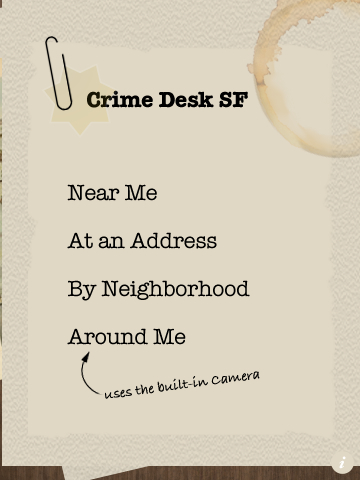 Crime Desk SF
Near Me
At an Address
By Neighborhood
Around Me
uses the built-in Camera
i